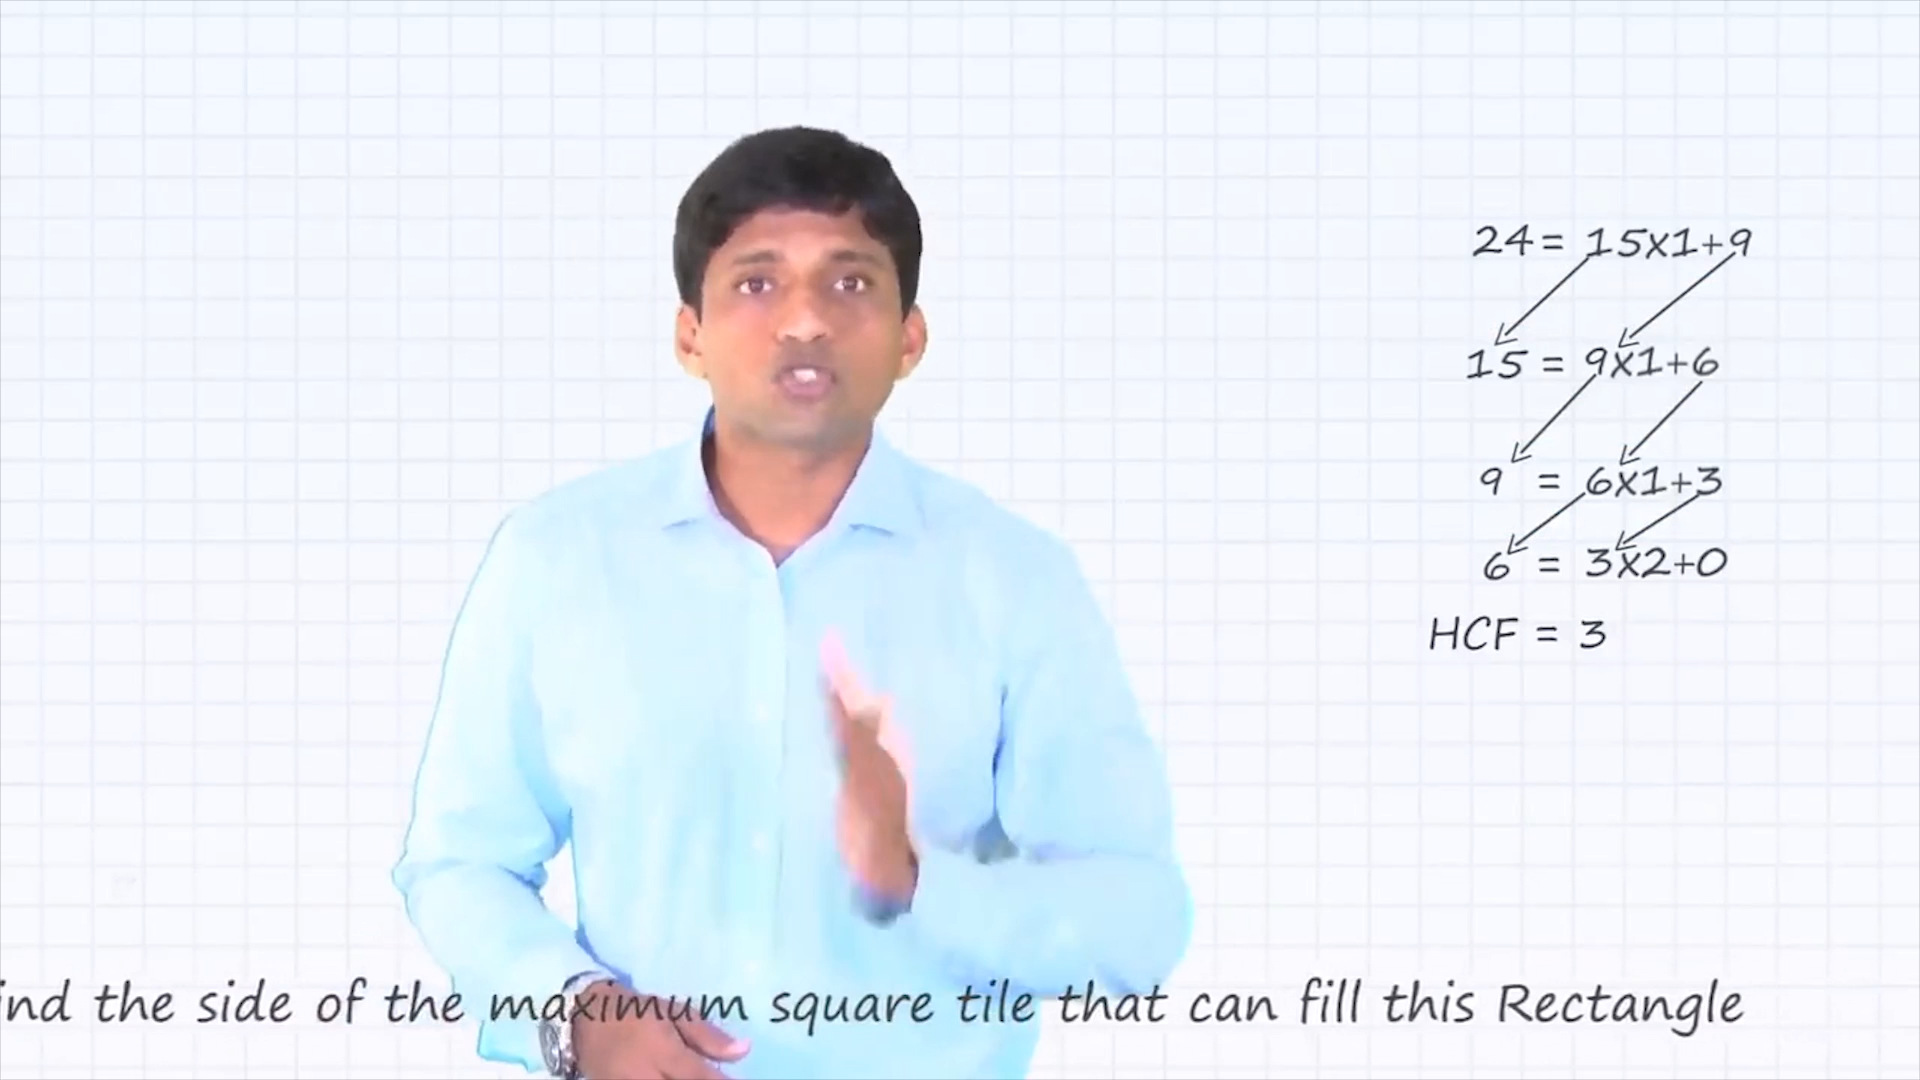 24 = 15x1+9
15 = 9x1+6
9 = 6x1+3
6 = 3x2+0
HCF = 3
ind the side of the maximum square tile that can fill this Rectangle